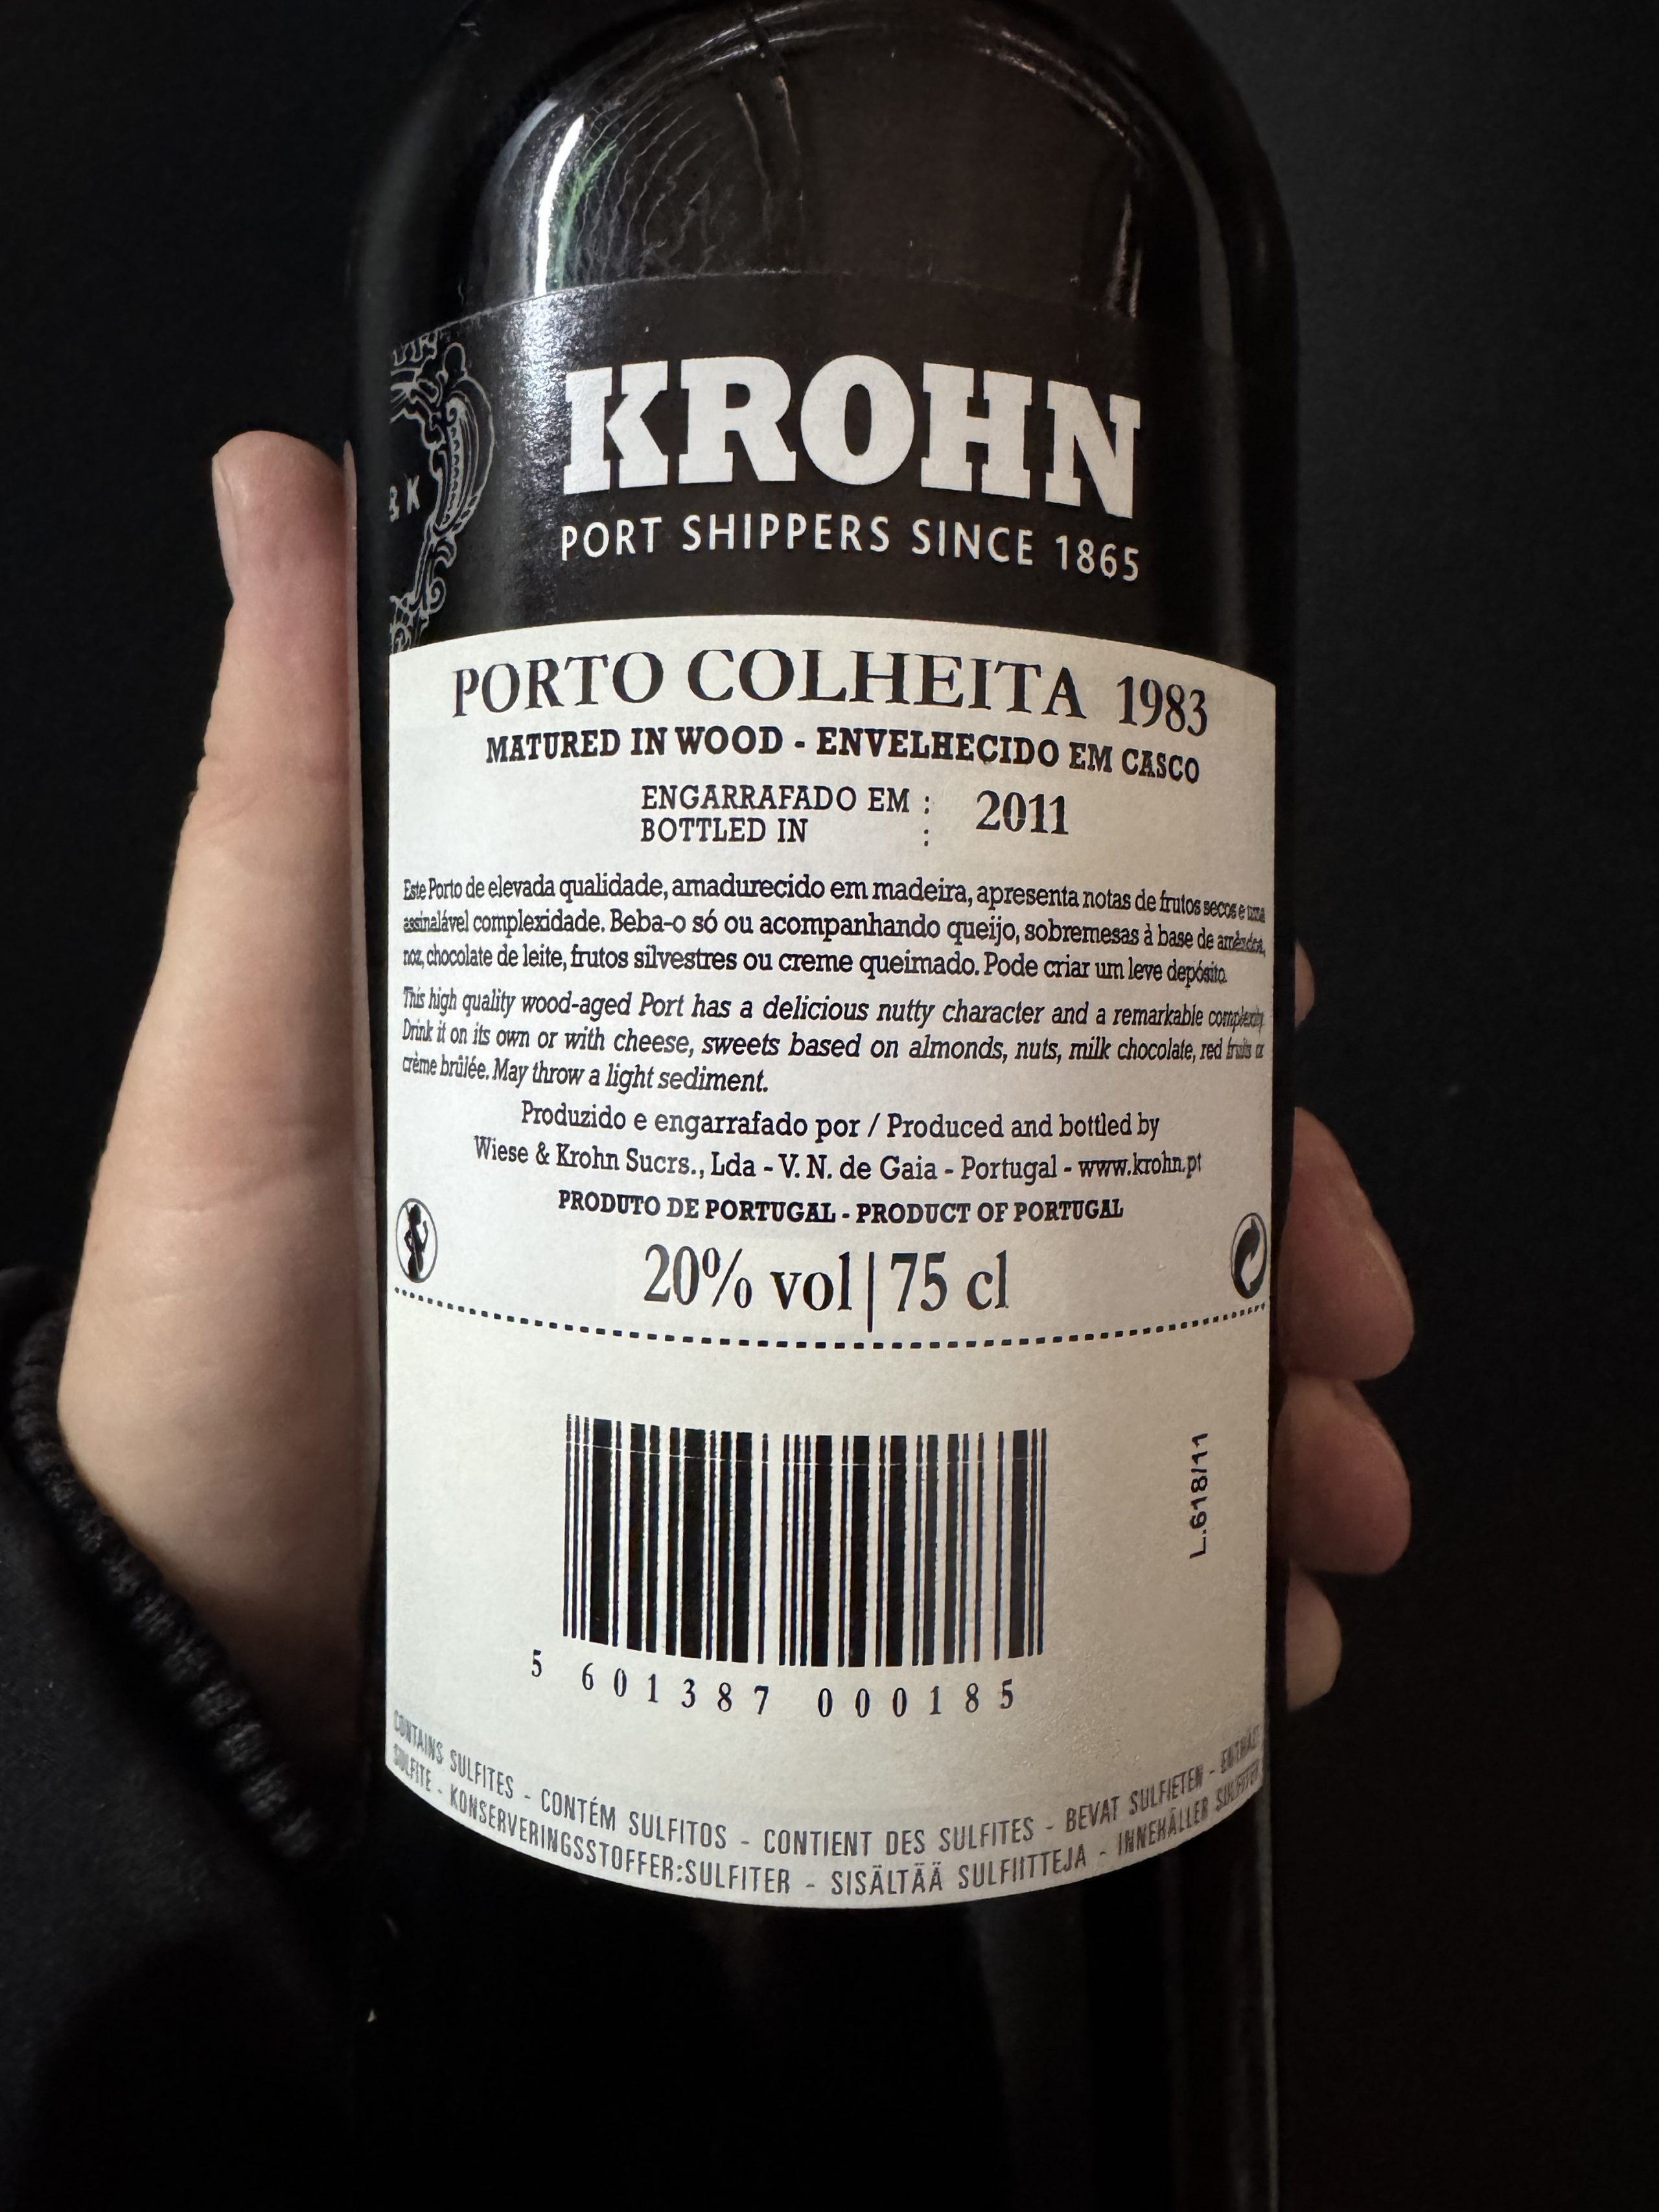 & K
KROHN
PORT SHIPPERS SINCE 1865
PORTO COLHEITA 1983
MATURED IN WOOD - ENVELHECIDO EM CASCO
ENGARRAFADO EM : 2011
BOTTLED IN :
Este Porto de elevada qualidade, amadurecido em madeira, apresenta notas de frutos secos e uma
assinalável complexidade. Beba-o só ou acompanhando queijo, sobremesas à base de amêndoa,
noz, chocolate de leite, frutos silvestres ou creme queimado. Pode criar um leve depósito.
This high quality wood-aged Port has a delicious nutty character and a remarkable complexity.
Drink it on its own or with cheese, sweets based on almonds, nuts, milk chocolate, red fruits or
crème brûlée. May throw a light sediment.
Produzido e engarrafado por / Produced and bottled by
Wiese & Krohn Sucrs., Lda - V. N. de Gaia - Portugal - www.krohn.pt
PRODUTO DE PORTUGAL - PRODUCT OF PORTUGAL
20% vol | 75 cl
L.618/11
5 601387 000185
CONTAINS SULFITES - CONTÉM SULFITOS - CONTIENT DES SULFITES - BEVAT SULFIETEN - ENTHÄLT
SULFITE - KONSERVERINGSSTOFFER:SULFITER - SISÄLTÄÄ SULFIITTEJA - INNEHÅLLER SULFITER